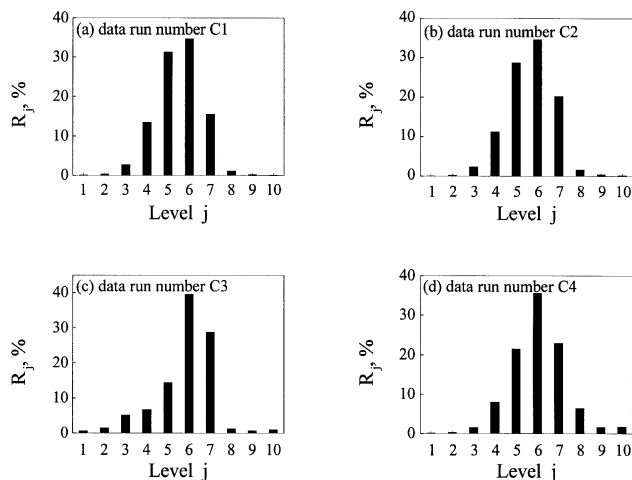 (a) data run number C1
40
30
20
10
0
R_j, %
1 2 3 4 5 6 7 8 9 10
Level j
(b) data run number C2
40
30
20
10
0
R_j, %
1 2 3 4 5 6 7 8 9 10
Level j
(c) data run number C3
40
30
20
10
0
R_j, %
1 2 3 4 5 6 7 8 9 10
Level j
(d) data run number C4
40
30
20
10
0
R_j, %
1 2 3 4 5 6 7 8 9 10
Level j